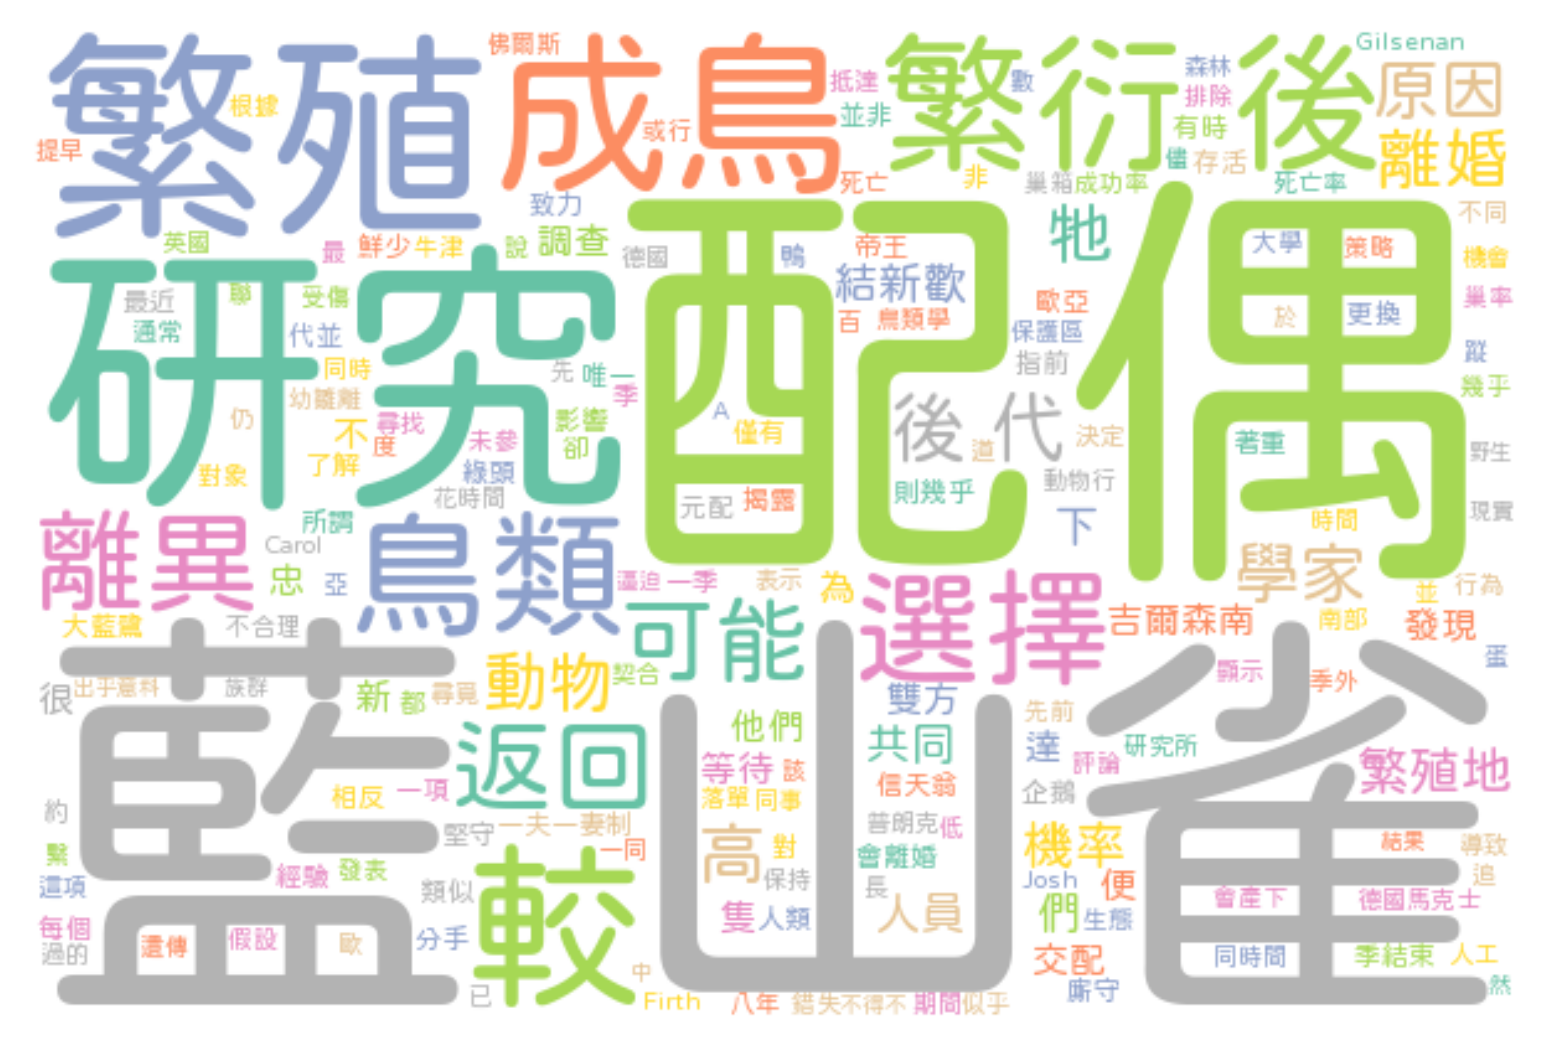 繁殖
佛爾斯
成鳥
抵達
繁衍後
數
森林
Gilsenan
原因
根據
並非
排除
提早
或行
有時
離婚
死亡
非
巢箱
成功率
儘
存活
死亡率
致力
配偶
牠
不同
英國
最
鮮少
牛津
說
調查
德國
鴨
帝王
大學
策略
機會
研究
最近
聯
受傷
結新歡
歐亞
巢率
通常
代並
百
鳥類學
保護區
於
更換
同時
先
唯一
指前
蹤
幼雛離
季
幾乎
仍
不
尋找
度
未參
影響
卻
A
僅有
後代
道
決定
著重
野生
對象
了解
綠頭
花時間
元配
揭露
則幾乎
動物行
現實
離異
所謂
鳥類
下
時間
Carol
忠
亞
逼迫
一季
表示
為
選擇
學家
並
行為
大藍鷺
不合理
可能
吉爾森南
南部
發現
藍山雀
蛋
很
出乎意料
族群
新
都
尋覓
動物
契合
雙方
顯示
季外
返回
他們
共同
先前
達
研究所
評論
繁殖地
相反
一項
等待
該
信天翁
企鵝
約
堅守
一夫一妻制
落單
同事
普朗克
低
機率
結果
導致
繫
經驗
發表
一同
高
對
會離婚
追
這項
類似
較
保持
長
Josh
便
會產下
德國馬克士
每個
過的
遺傳
假設
歐
分手
隻
人類
人員
們
生態
同時間
季結束
人工
中
交配
已
Firth
八年
錯失
不得不
期間
似乎
廝守
然